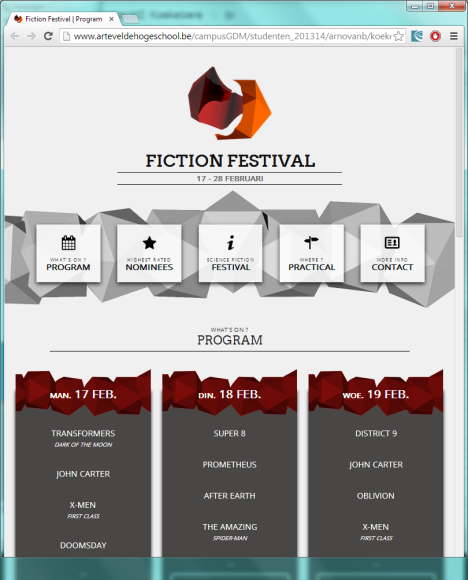 Fiction Festival | Program
www.arteveldehogeschool.be/campusGDM/studenten_201314/arnovanb/koek
FICTION FESTIVAL
17 - 28 FEBRUARI
WHAT'S ON ?
PROGRAM
HIGHEST RATED
NOMINEES
SCIENCE FICTION
FESTIVAL
WHERE ?
PRACTICAL
MORE INFO
CONTACT
WHAT'S ON ?
PROGRAM
MAN. 17 FEB.
TRANSFORMERS
DARK OF THE MOON
JOHN CARTER
X-MEN
FIRST CLASS
DOOMSDAY
DIN. 18 FEB.
SUPER 8
PROMETHEUS
AFTER EARTH
THE AMAZING
SPIDER-MAN
WOE. 19 FEB.
DISTRICT 9
JOHN CARTER
OBLIVION
X-MEN
FIRST CLASS